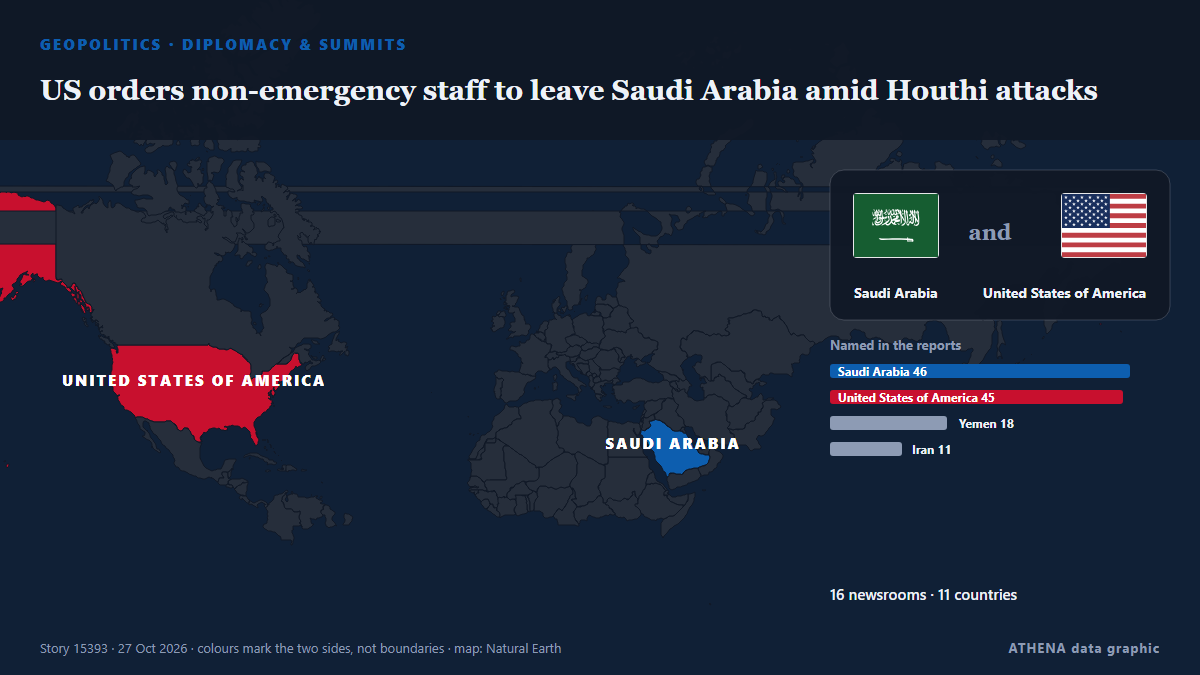 GEOPOLITICS · DIPLOMACY & SUMMITS
US orders non-emergency staff to leave Saudi Arabia amid Houthi attacks
and
Saudi Arabia
United States of America
UNITED STATES OF AMERICA
SAUDI ARABIA
Named in the reports
Saudi Arabia 46
United States of America 45
Yemen 18
Iran 11
16 newsrooms · 11 countries
Story 15393 · 27 Oct 2026 · colours mark the two sides, not boundaries · map: Natural Earth
ATHENA data graphic